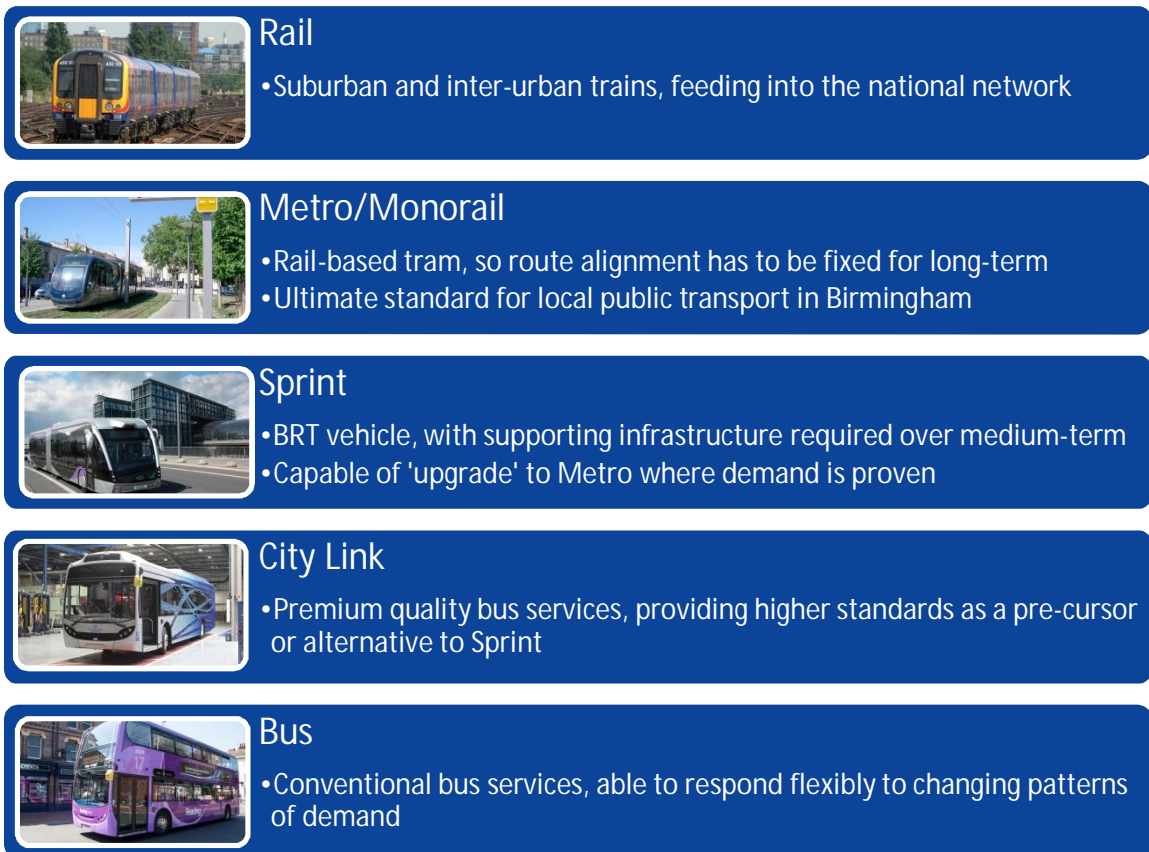 Rail
•Suburban and inter-urban trains, feeding into the national network
Metro/Monorail
•Rail-based tram, so route alignment has to be fixed for long-term
•Ultimate standard for local public transport in Birmingham
Sprint
•BRT vehicle, with supporting infrastructure required over medium-term
•Capable of 'upgrade' to Metro where demand is proven
City Link
•Premium quality bus services, providing higher standards as a pre-cursor
or alternative to Sprint
17
Reading
Bus
•Conventional bus services, able to respond flexibly to changing patterns
of demand